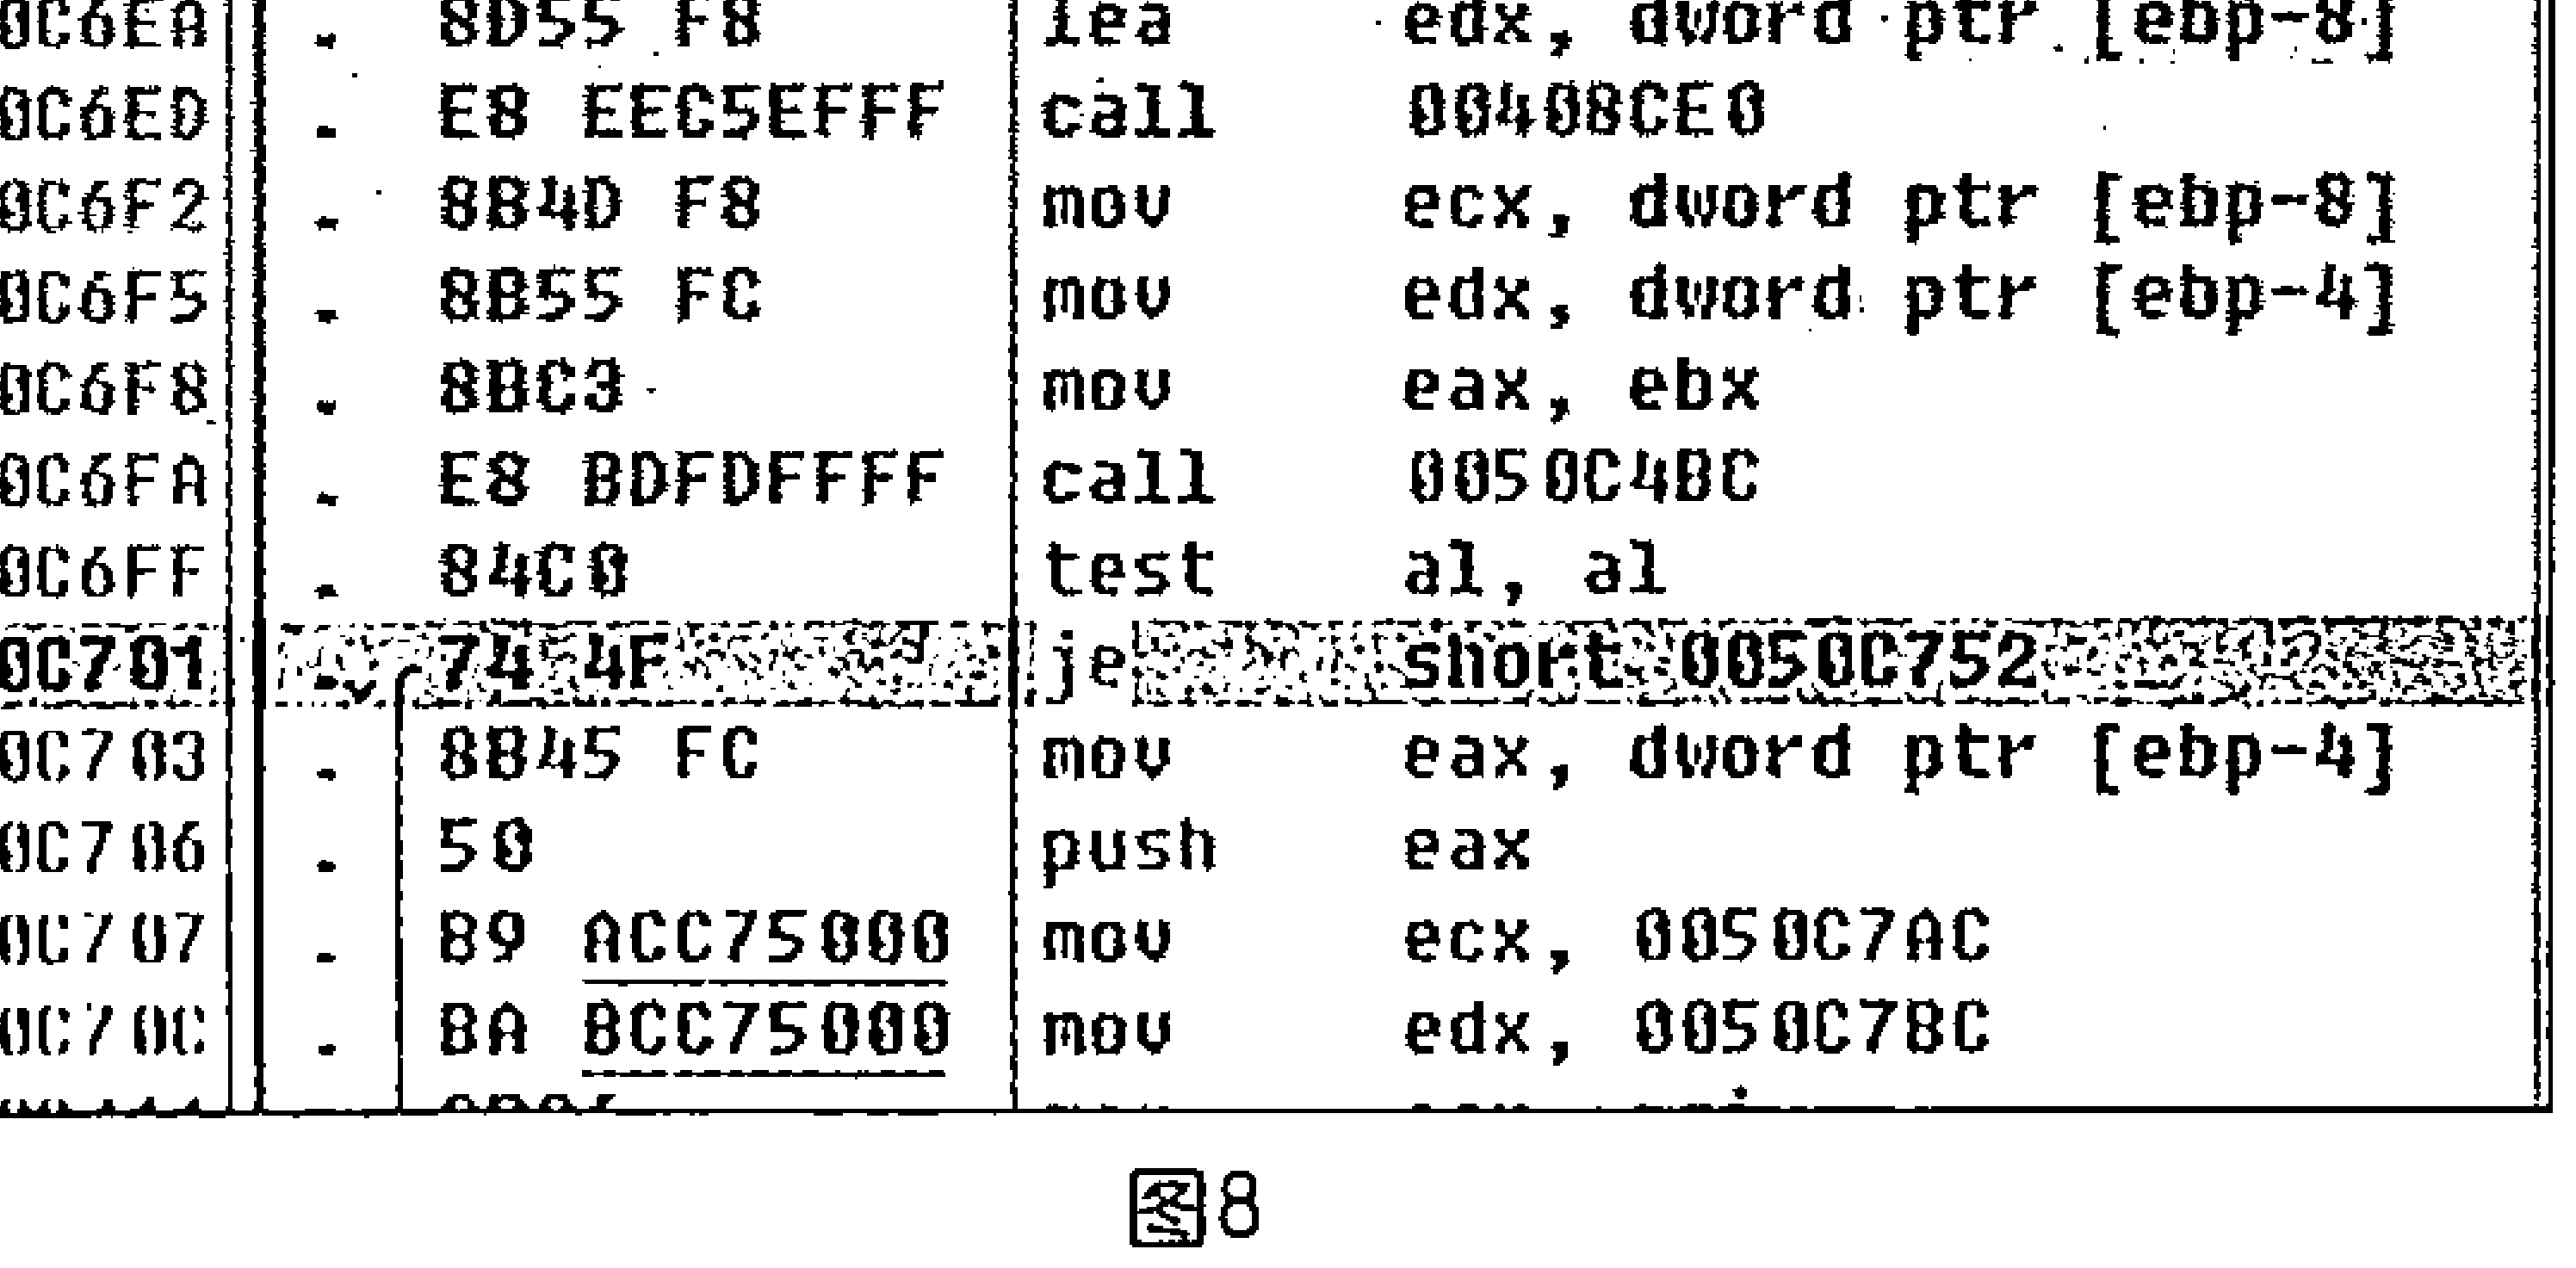 0C6EA . 8D55 F8 lea edx, dword ptr [ebp-8]
0C6ED . E8 EEC5EFFF call 00408CE0
0C6F2 . 8B4D F8 mov ecx, dword ptr [ebp-8]
0C6F5 . 8B55 FC mov edx, dword ptr [ebp-4]
0C6F8 . 8BC3 mov eax, ebx
0C6FA . E8 BDFDFFFF call 0050C4BC
0C6FF . 84C0 test al, al
0C701 . 74 4F je short 0050C752
0C703 . 8B45 FC mov eax, dword ptr [ebp-4]
0C706 . 50 push eax
0C707 . B9 ACC75000 mov ecx, 0050C7AC
0C70C . BA BCC75000 mov edx, 0050C7BC
图8